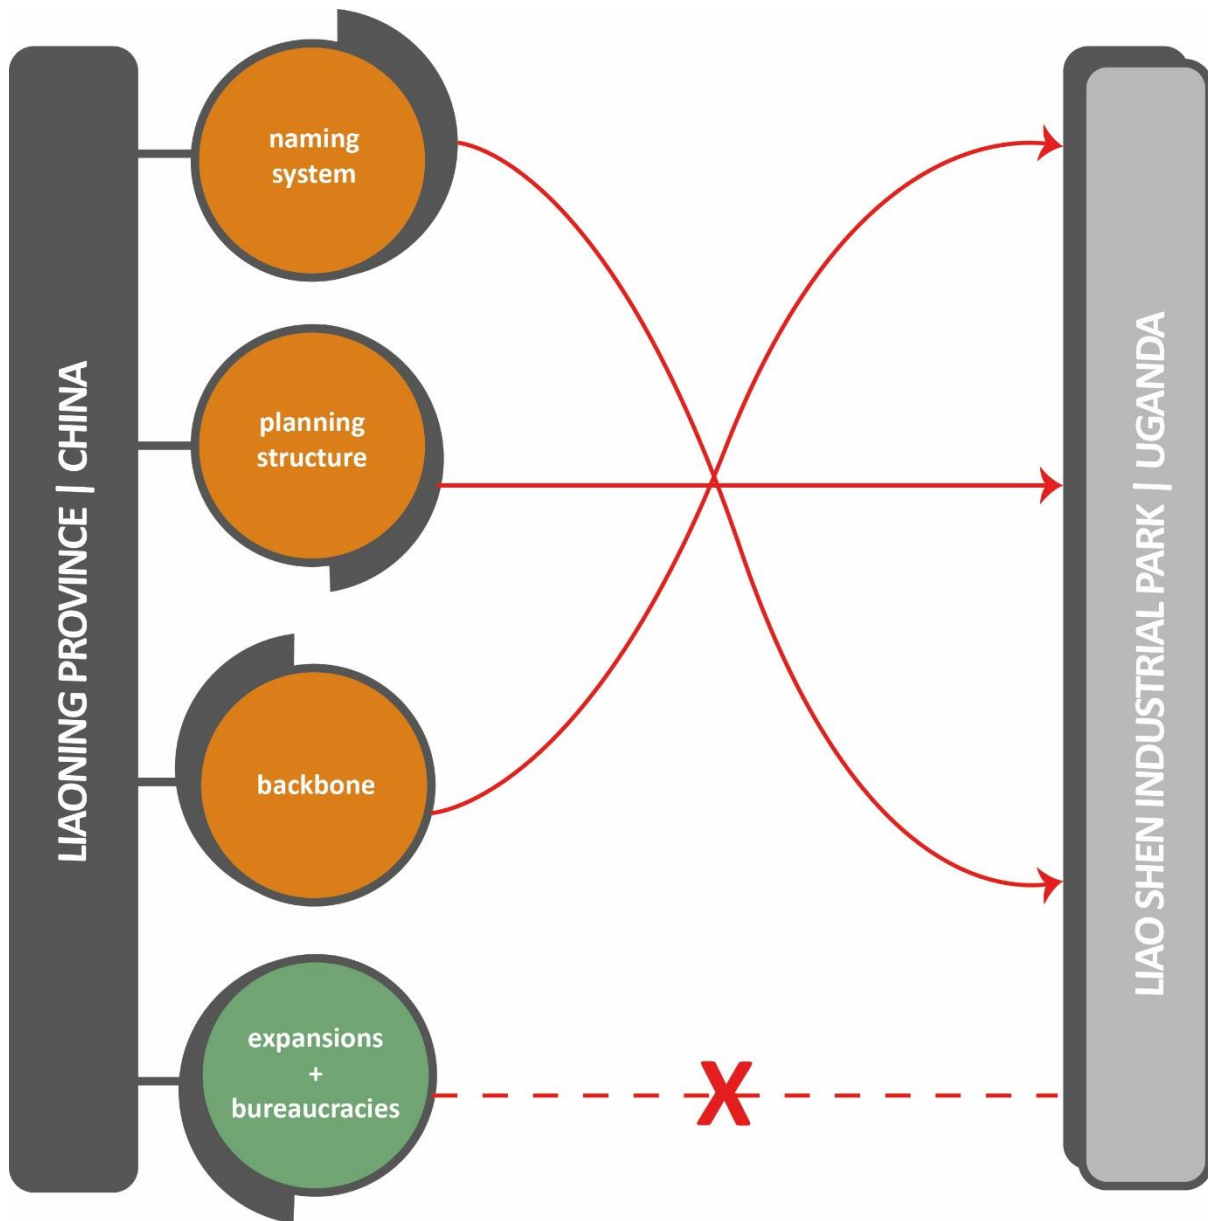 LIAONING PROVINCE | CHINA
naming
system
planning
structure
backbone
expansions
+
bureaucracies
X
LIAO SHEN INDUSTRIAL PARK | UGANDA